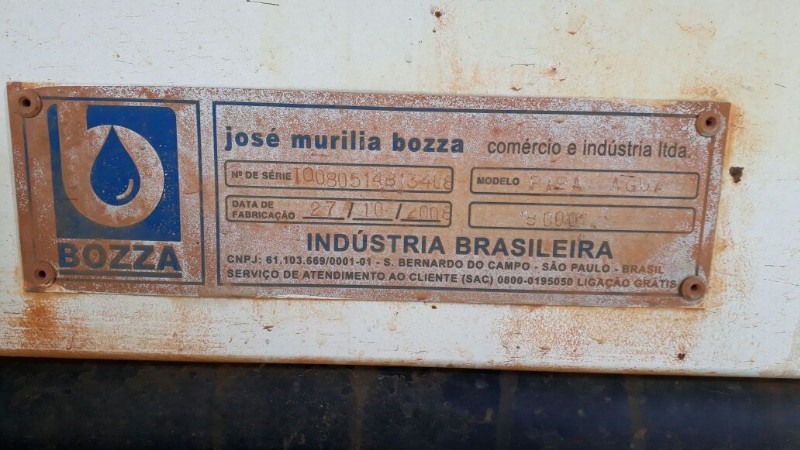 BOZZA
josé murilia bozza comércio e indústria ltda.
Nº DE SÉRIE MODELO PARA AGUA
DATA DE
FABRICAÇÃO 27/10/2008
INDÚSTRIA BRASILEIRA
CNPJ: 61.103.669/0001-01 - S. BERNARDO DO CAMPO - SÃO PAULO - BRASIL
SERVIÇO DE ATENDIMENTO AO CLIENTE (SAC) 0800-0195050 LIGAÇÃO GRÁTIS